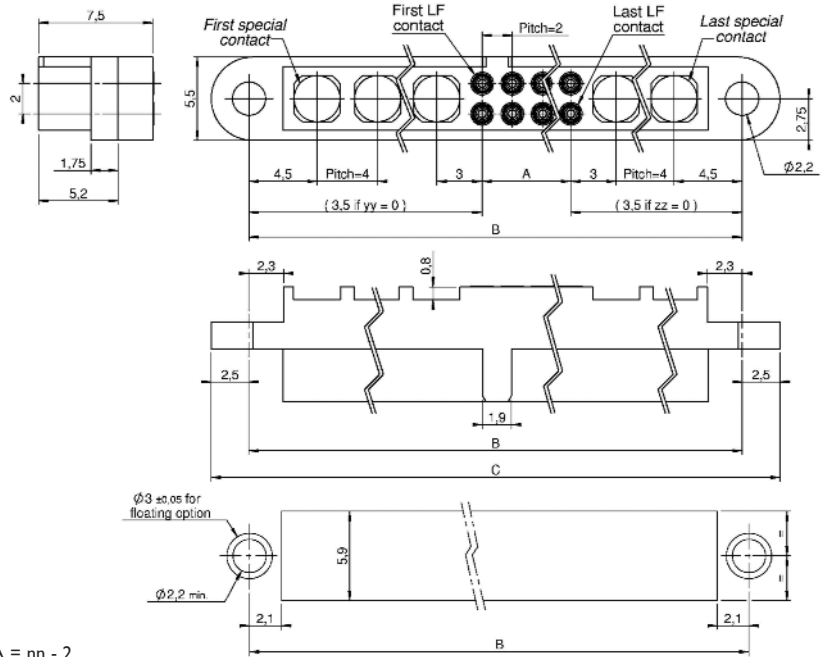 7,5
2
1,75
5,2
First special
contact
First LF
contact
Pitch=2
Last LF
contact
Last special
contact
5,5
2,75
Ø2,2
4,5
Pitch=4
3
A
3
Pitch=4
4,5
( 3,5 if yy = 0 )
( 3,5 if zz = 0 )
B
2,3
0,8
2,3
2,5
2,5
1,9
B
C
Ø3 ±0,05 for
floating option
5,9
=
=
Ø2,2 min.
2,1
2,1
B
A = nn - 2